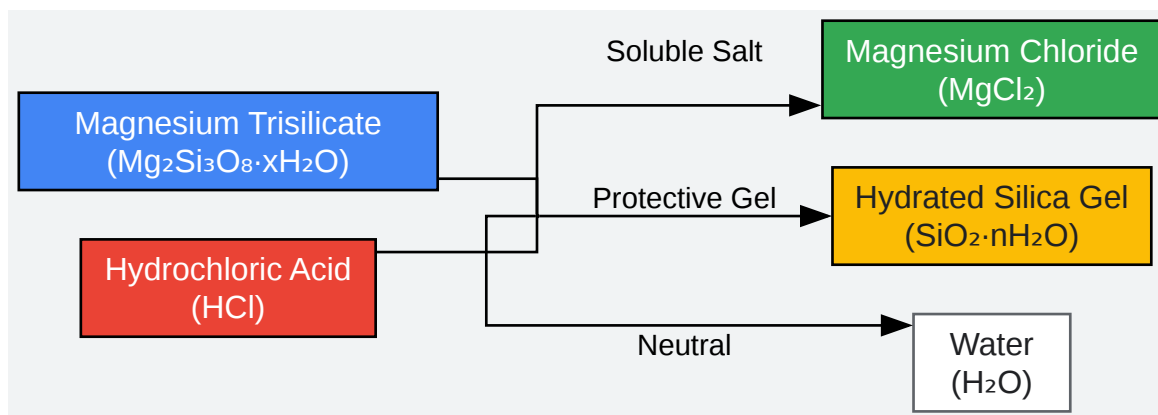 Magnesium Trisilicate
(Mg₂Si₃O₈·xH₂O)
Hydrochloric Acid
(HCl)
Soluble Salt
Magnesium Chloride
(MgCl₂)
Protective Gel
Hydrated Silica Gel
(SiO₂·nH₂O)
Neutral
Water
(H₂O)